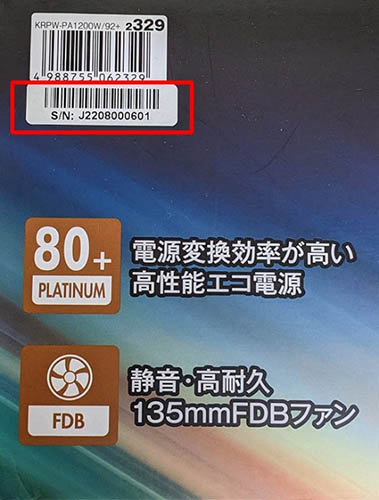 KRPW-PA1200W/92+ 2329
4 988755 062329
S/N: J2208000601
80+
PLATINUM
電源変換効率が高い
高性能エコ電源
FDB
静音・高耐久
135mmFDBファン